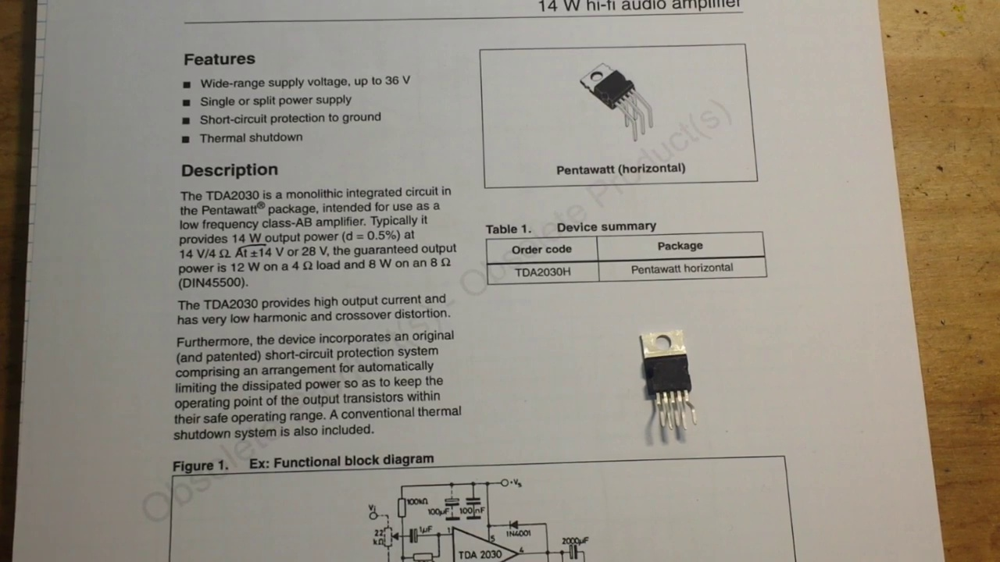 14 W hi-fi audio amplifier
Features
■ Wide-range supply voltage, up to 36 V
■ Single or split power supply
■ Short-circuit protection to ground
■ Thermal shutdown
Pentawatt (horizontal)
Description
The TDA2030 is a monolithic integrated circuit in
the Pentawatt® package, intended for use as a
low frequency class-AB amplifier. Typically it
provides 14 W output power (d = 0.5%) at
14 V/4 Ω. At ±14 V or 28 V, the guaranteed output
power is 12 W on a 4 Ω load and 8 W on an 8 Ω
(DIN45500).
The TDA2030 provides high output current and
has very low harmonic and crossover distortion.
Furthermore, the device incorporates an original
(and patented) short-circuit protection system
comprising an arrangement for automatically
limiting the dissipated power so as to keep the
operating point of the output transistors within
their safe operating range. A conventional thermal
shutdown system is also included.
Table 1. Device summary
Order code Package
TDA2030H Pentawatt horizontal
Obsolete Product(s) - Obsolete Product(s)
Figure 1. Ex: Functional block diagram
+Vs
100kΩ
100µF
100nF
Vi
22
kΩ
1µF
1
5
1N4001
2000µF
TDA 2030
4